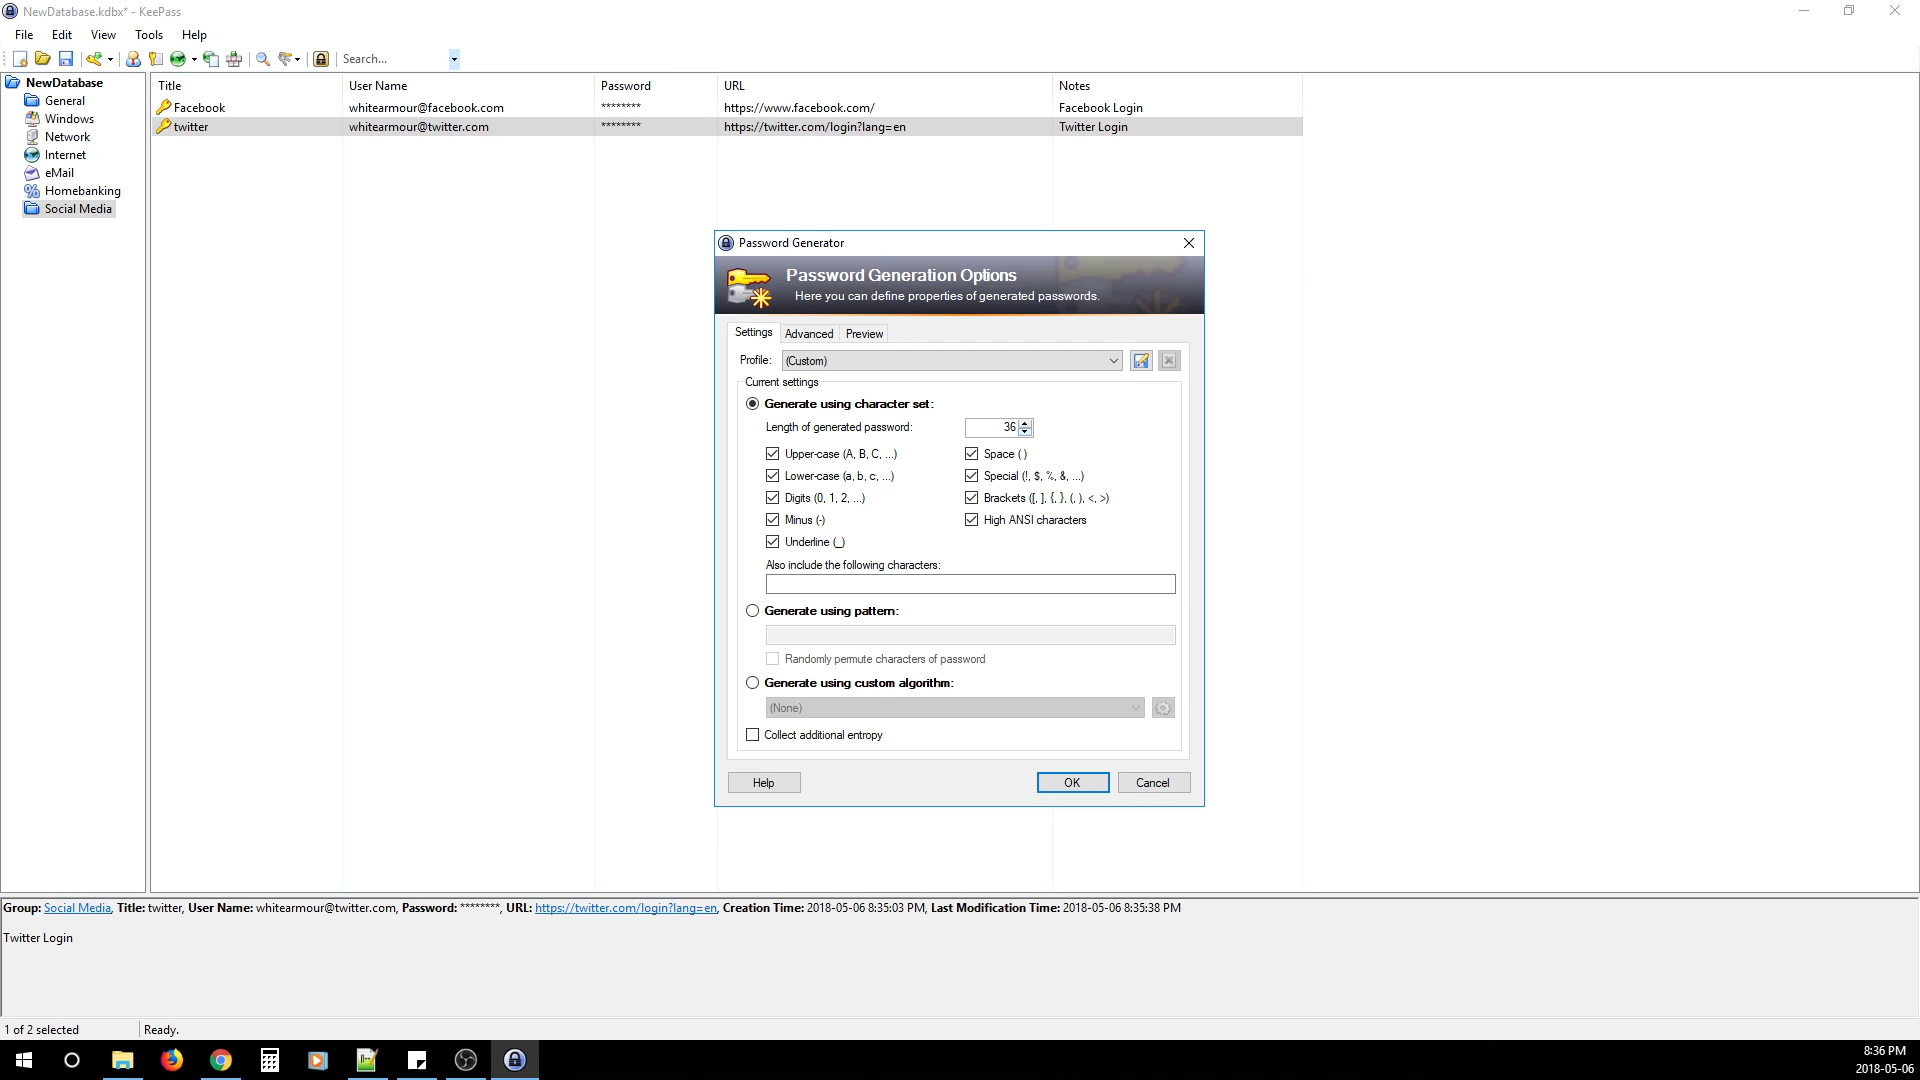 NewDatabase.kdbx* - KeePass
File Edit View Tools Help
Search...
NewDatabase
General
Windows
Network
Internet
eMail
Homebanking
Social Media
Title User Name Password URL Notes
Facebook whitearmour@facebook.com ******** https://www.facebook.com/ Facebook Login
twitter whitearmour@twitter.com ******** https://twitter.com/login?lang=en Twitter Login
Password Generator
Password Generation Options
Here you can define properties of generated passwords.
Settings Advanced Preview
Profile: (Custom)
Current settings
Generate using character set:
Length of generated password: 36
Upper-case (A, B, C, ...) Space ( )
Lower-case (a, b, c, ...) Special (!, $, %, &, ...)
Digits (0, 1, 2, ...) Brackets ([, ], {, }, (, ), <, >)
Minus (-) High ANSI characters
Underline (_)
Also include the following characters:
Generate using pattern:
Randomly permute characters of password
Generate using custom algorithm:
(None)
Collect additional entropy
Help OK Cancel
Group: Social Media, Title: twitter, User Name: whitearmour@twitter.com, Password: ********, URL: https://twitter.com/login?lang=en, Creation Time: 2018-05-06 8:35:03 PM, Last Modification Time: 2018-05-06 8:35:38 PM
Twitter Login
1 of 2 selected Ready.
8:36 PM
2018-05-06